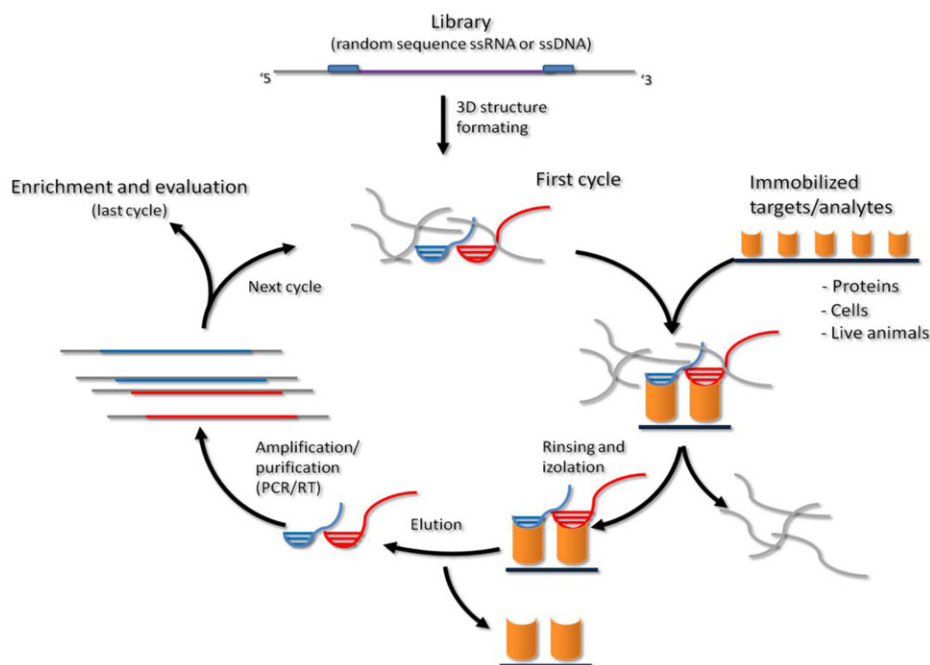 Library
(random sequence ssRNA or ssDNA)
‘5
‘3
3D structure
formating
Enrichment and evaluation
(last cycle)
First cycle
Immobilized
targets/analytes
Next cycle
- Proteins
- Cells
- Live animals
Amplification/
purification
(PCR/RT)
Rinsing and
izolation
Elution